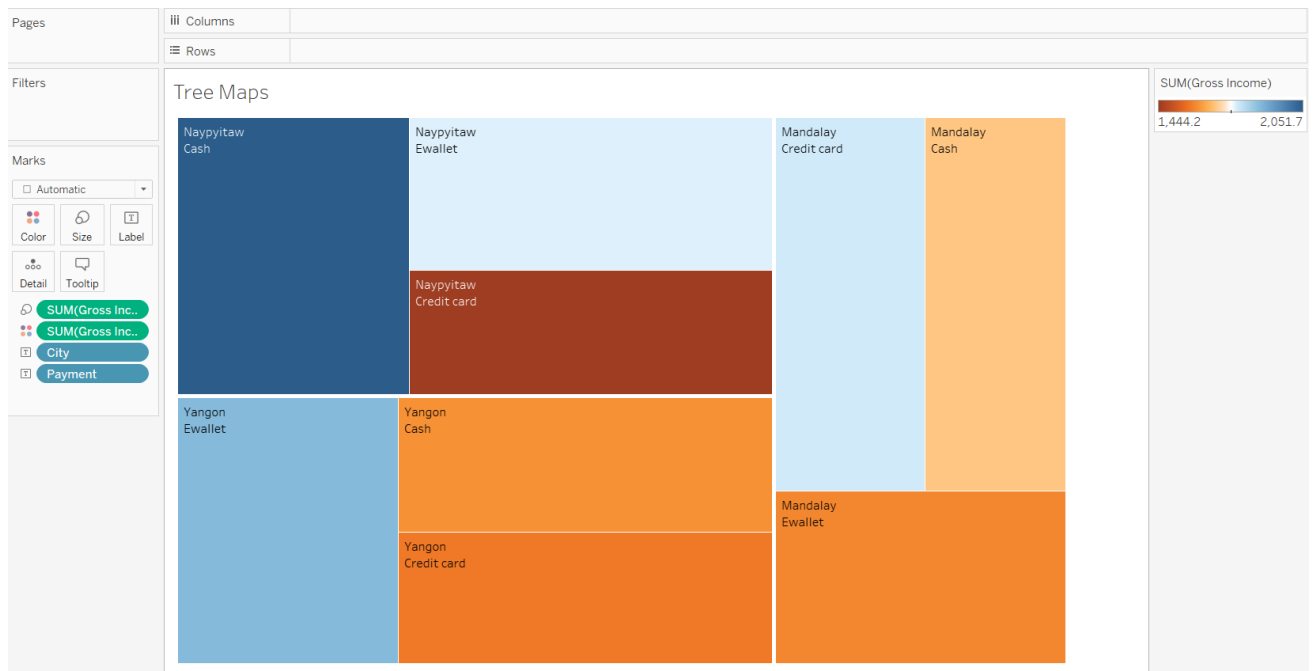 Pages
Columns
Rows
Filters
Tree Maps
SUM(Gross Income)
1,444.2 2,051.7
Marks
Automatic
Color Size Label
Detail Tooltip
SUM(Gross Inc..
SUM(Gross Inc..
City
Payment
Naypyitaw
Cash
Naypyitaw
Ewallet
Naypyitaw
Credit card
Mandalay
Credit card
Mandalay
Cash
Yangon
Ewallet
Yangon
Cash
Yangon
Credit card
Mandalay
Ewallet